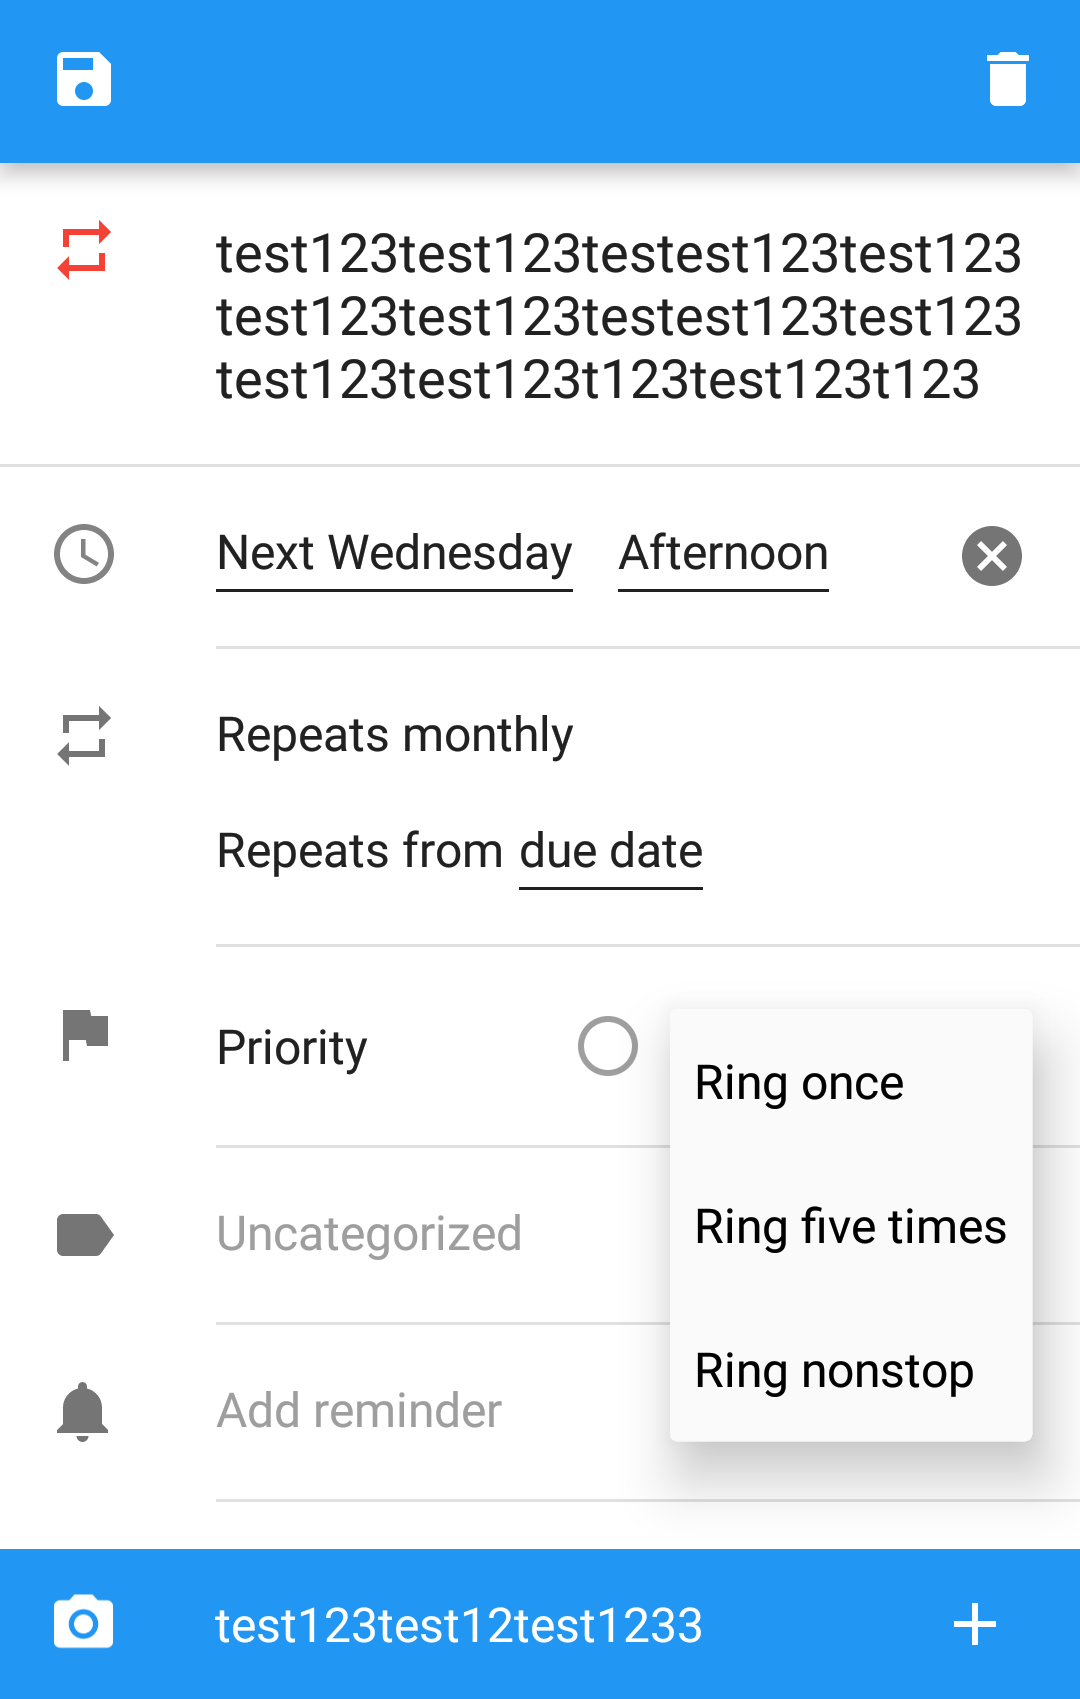 test123test123testest123test123
test123test123testest123test123
test123test123t123test123t123
Next Wednesday Afternoon
Repeats monthly
Repeats from due date
Priority
Ring once
Ring five times
Ring nonstop
Uncategorized
Add reminder
test123test12test1233